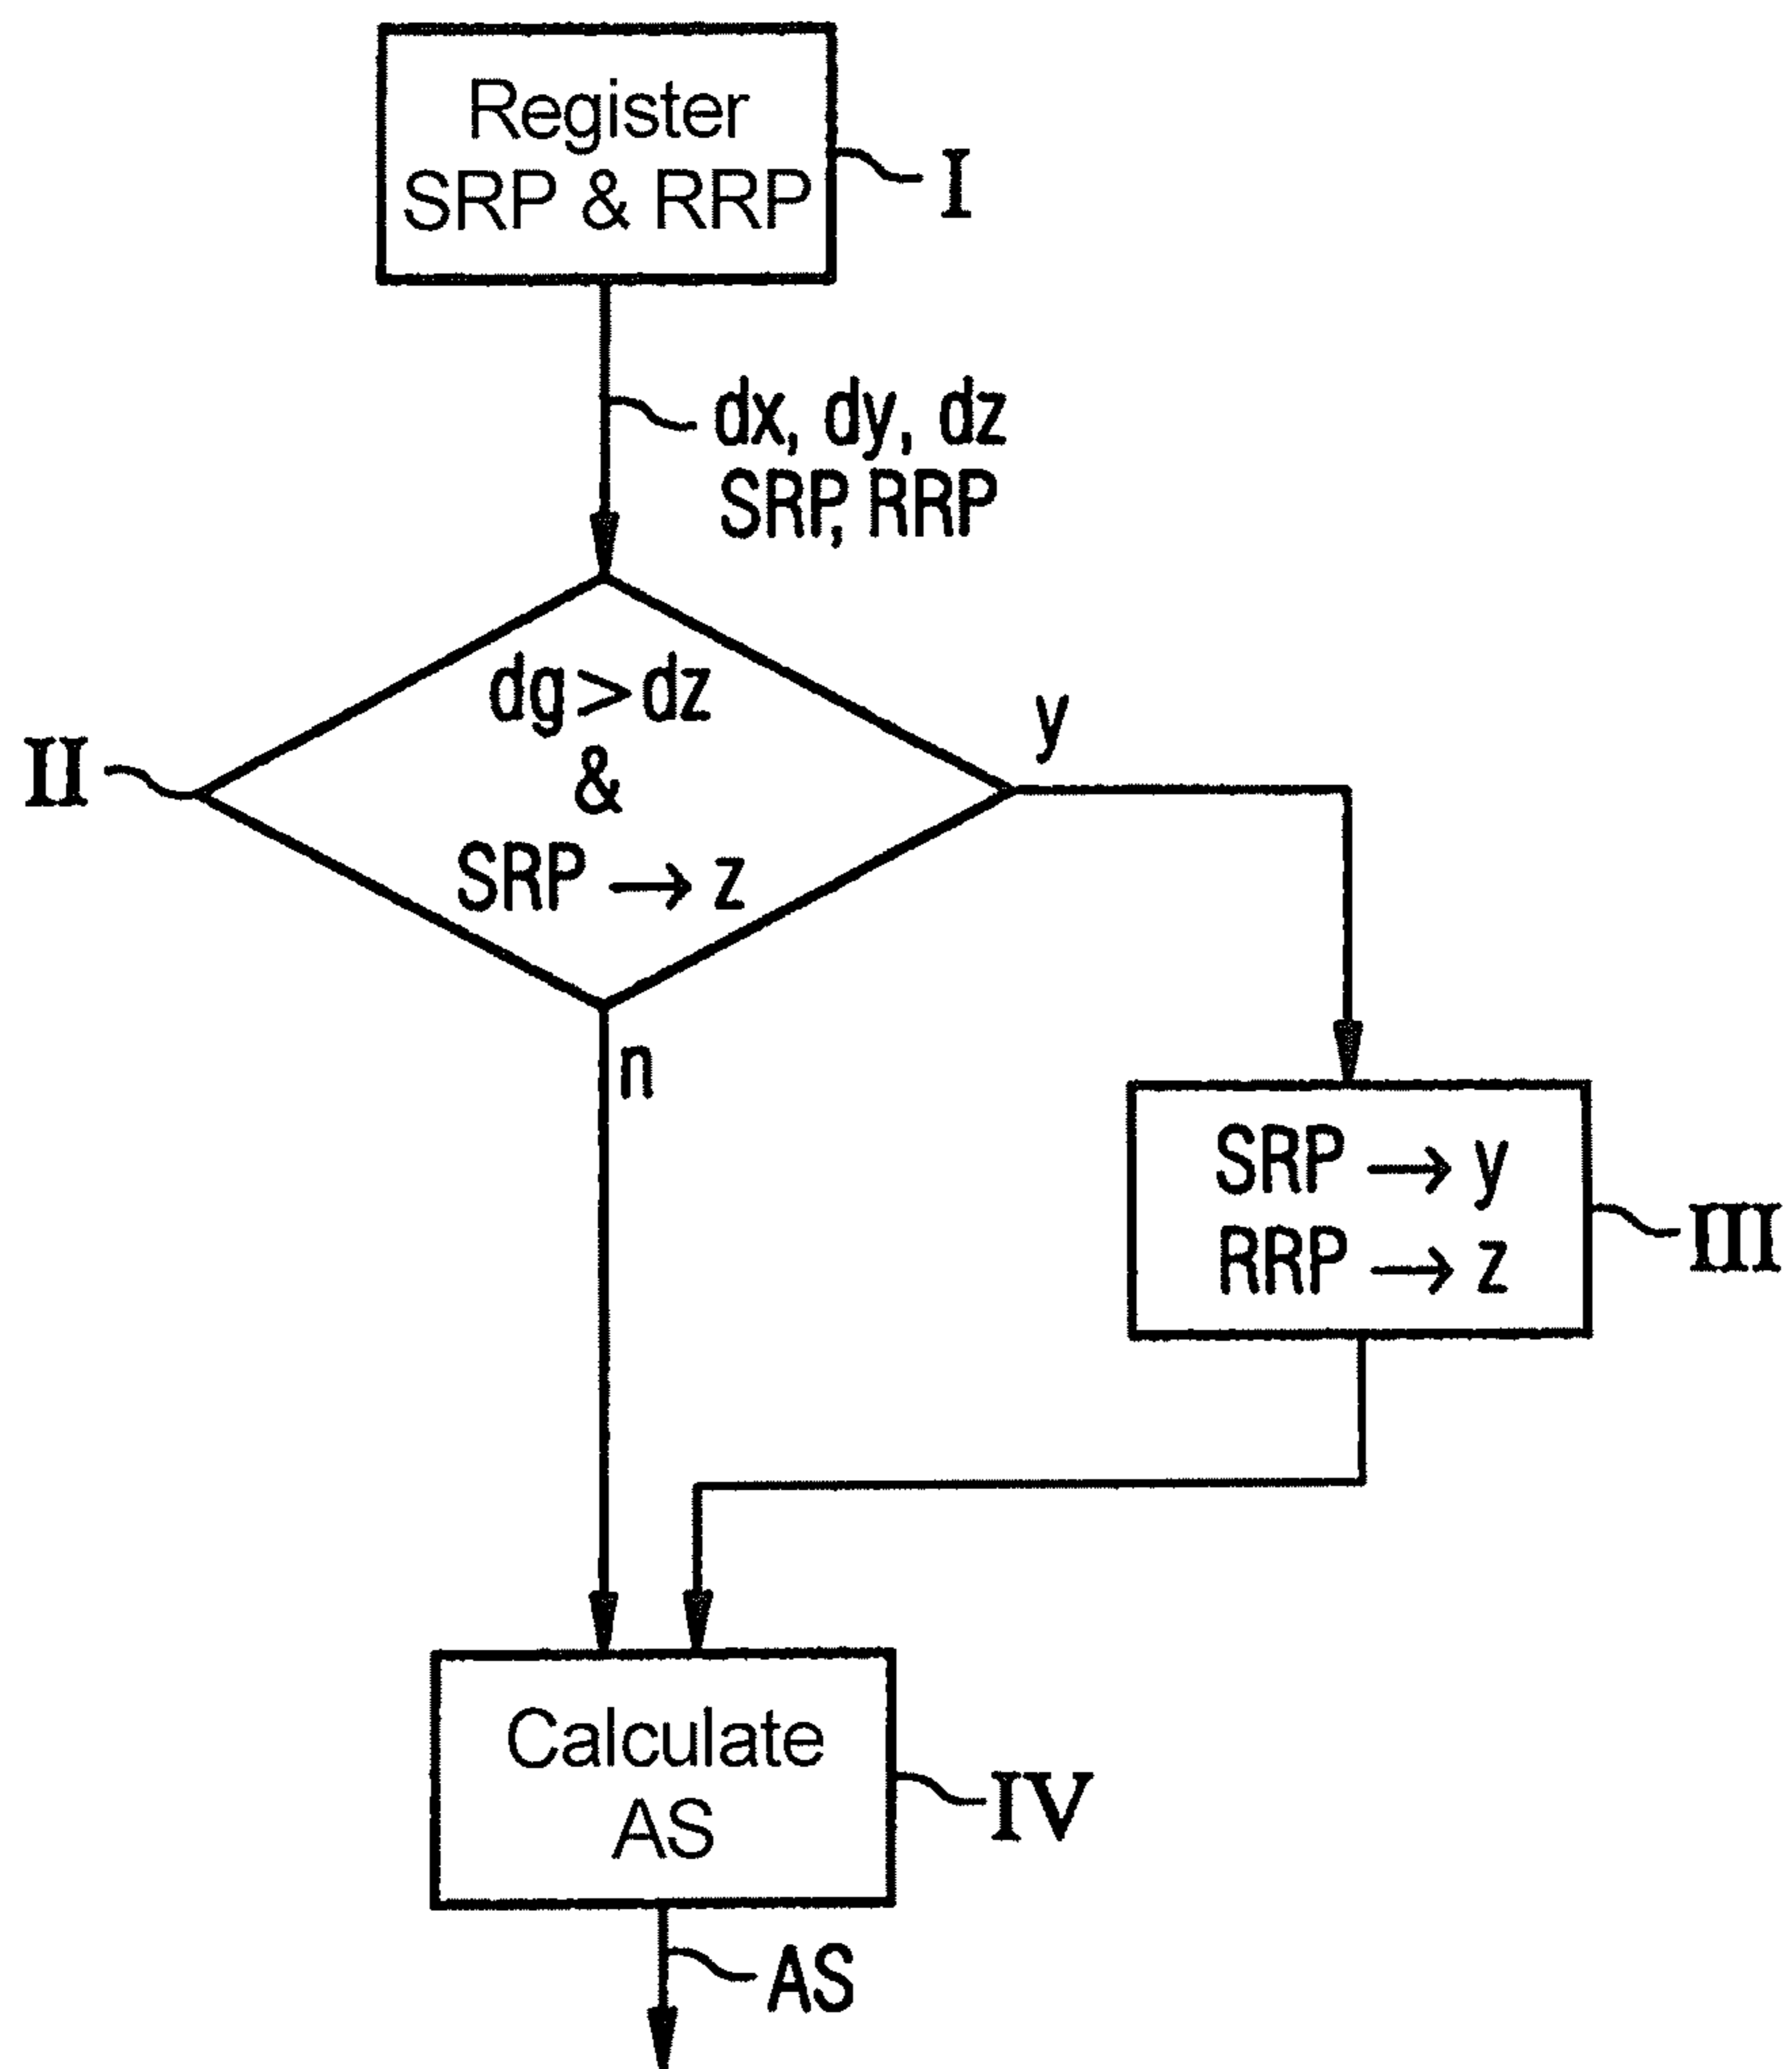 Register
SRP & RRP
I
dx, dy, dz
SRP, RRP
dg > dz
&
SRP → z
II
y
n
SRP → y
RRP → z
III
Calculate
AS
IV
AS